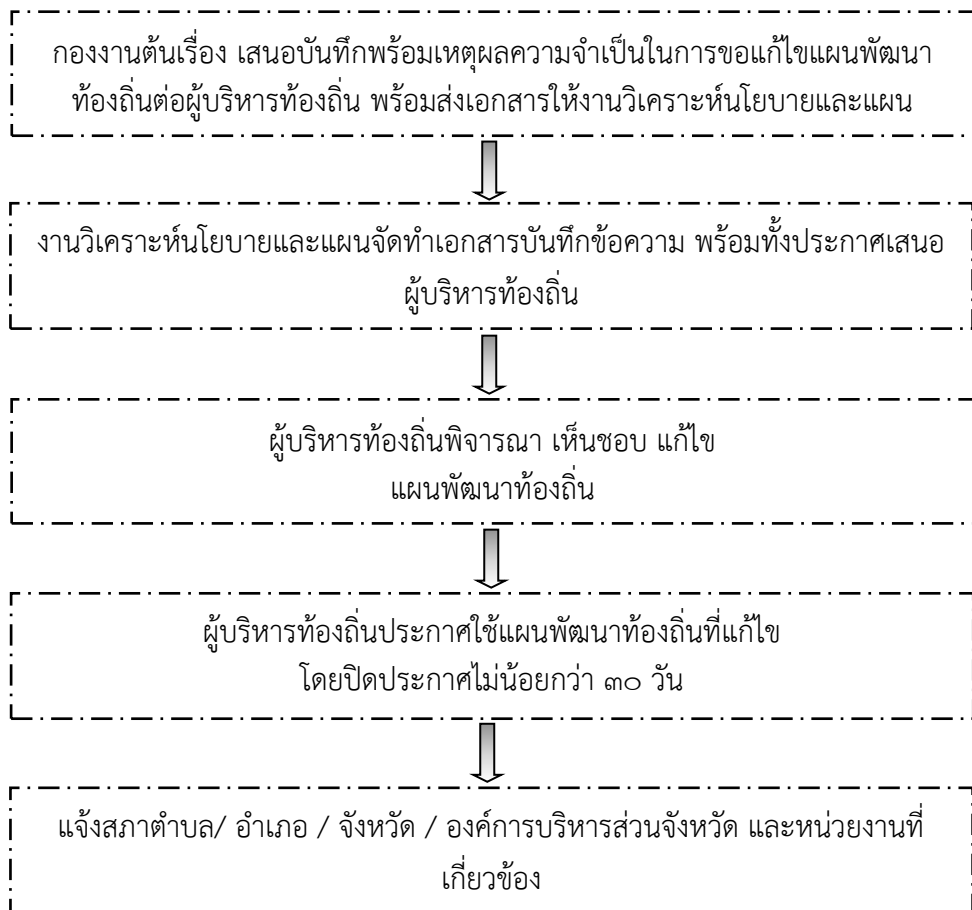 กองงานต้นเรื่อง เสนอบันทึกพร้อมเหตุผลความจำเป็นในการขอแก้ไขแผนพัฒนา
ท้องถิ่นต่อผู้บริหารท้องถิ่น พร้อมส่งเอกสารให้งานวิเคราะห์นโยบายและแผน
งานวิเคราะห์นโยบายและแผนจัดทำเอกสารบันทึกข้อความ พร้อมทั้งประกาศเสนอ
ผู้บริหารท้องถิ่น
ผู้บริหารท้องถิ่นพิจารณา เห็นชอบ แก้ไข
แผนพัฒนาท้องถิ่น
ผู้บริหารท้องถิ่นประกาศใช้แผนพัฒนาท้องถิ่นที่แก้ไข
โดยปิดประกาศไม่น้อยกว่า ๓๐ วัน
แจ้งสภาตำบล/ อำเภอ / จังหวัด / องค์การบริหารส่วนจังหวัด และหน่วยงานที่
เกี่ยวข้อง